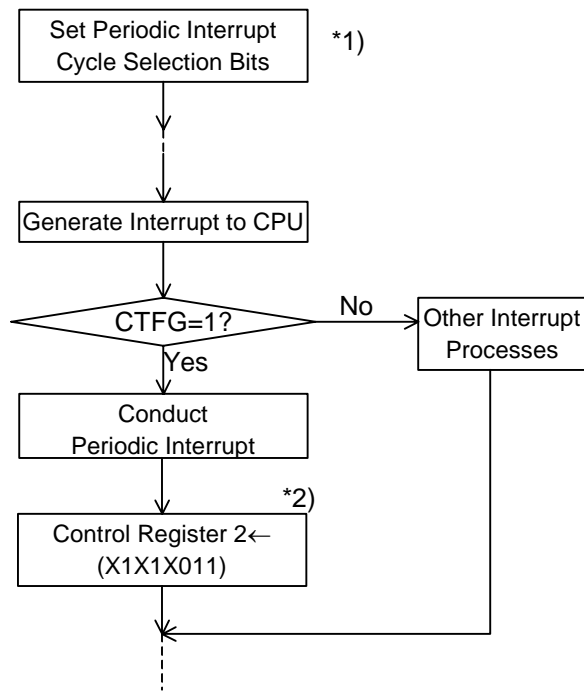 Set Periodic Interrupt
Cycle Selection Bits
*1)
Generate Interrupt to CPU
CTFG=1?
No
Other Interrupt
Processes
Yes
Conduct
Periodic Interrupt
*2)
Control Register 2←
(X1X1X011)